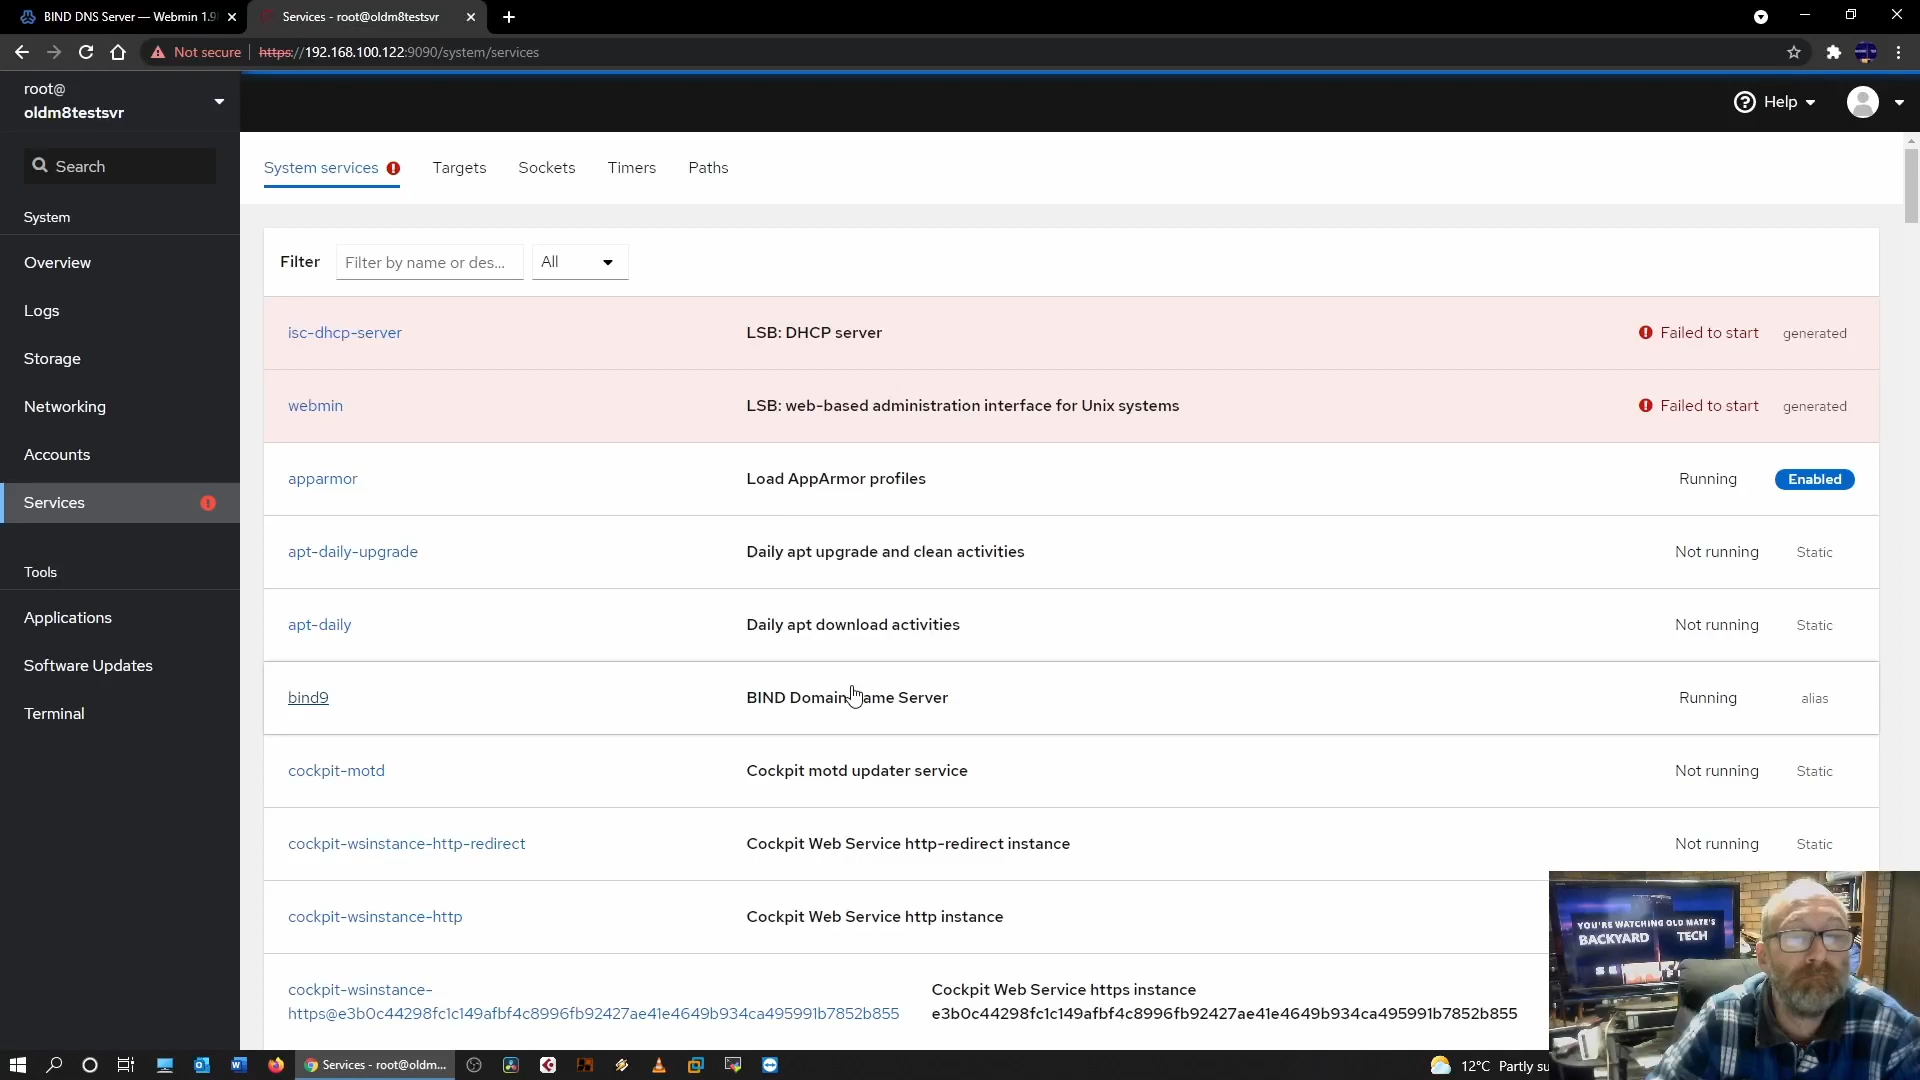 BIND DNS Server — Webmin 1.9
Services - root@oldm8testsvr
Not secure
https://192.168.100.122:9090/system/services
root@
oldm8testsvr
Help
Search
System services
Targets
Sockets
Timers
Paths
System
Overview
Logs
Storage
Networking
Accounts
Services
Tools
Applications
Software Updates
Terminal
Filter
Filter by name or des...
All
isc-dhcp-server
LSB: DHCP server
Failed to start
generated
webmin
LSB: web-based administration interface for Unix systems
Failed to start
generated
apparmor
Load AppArmor profiles
Running
Enabled
apt-daily-upgrade
Daily apt upgrade and clean activities
Not running
Static
apt-daily
Daily apt download activities
Not running
Static
bind9
BIND Domain Name Server
Running
alias
cockpit-motd
Cockpit motd updater service
Not running
Static
cockpit-wsinstance-http-redirect
Cockpit Web Service http-redirect instance
Not running
Static
cockpit-wsinstance-http
Cockpit Web Service http instance
cockpit-wsinstance-
https@e3b0c44298fc1c149afbf4c8996fb92427ae41e4649b934ca495991b7852b855
Cockpit Web Service https instance
e3b0c44298fc1c149afbf4c8996fb92427ae41e4649b934ca495991b7852b855
YOU'RE WATCHING OLD MATE'S
BACKYARD TECH
Services - root@oldm...
12°C Partly su